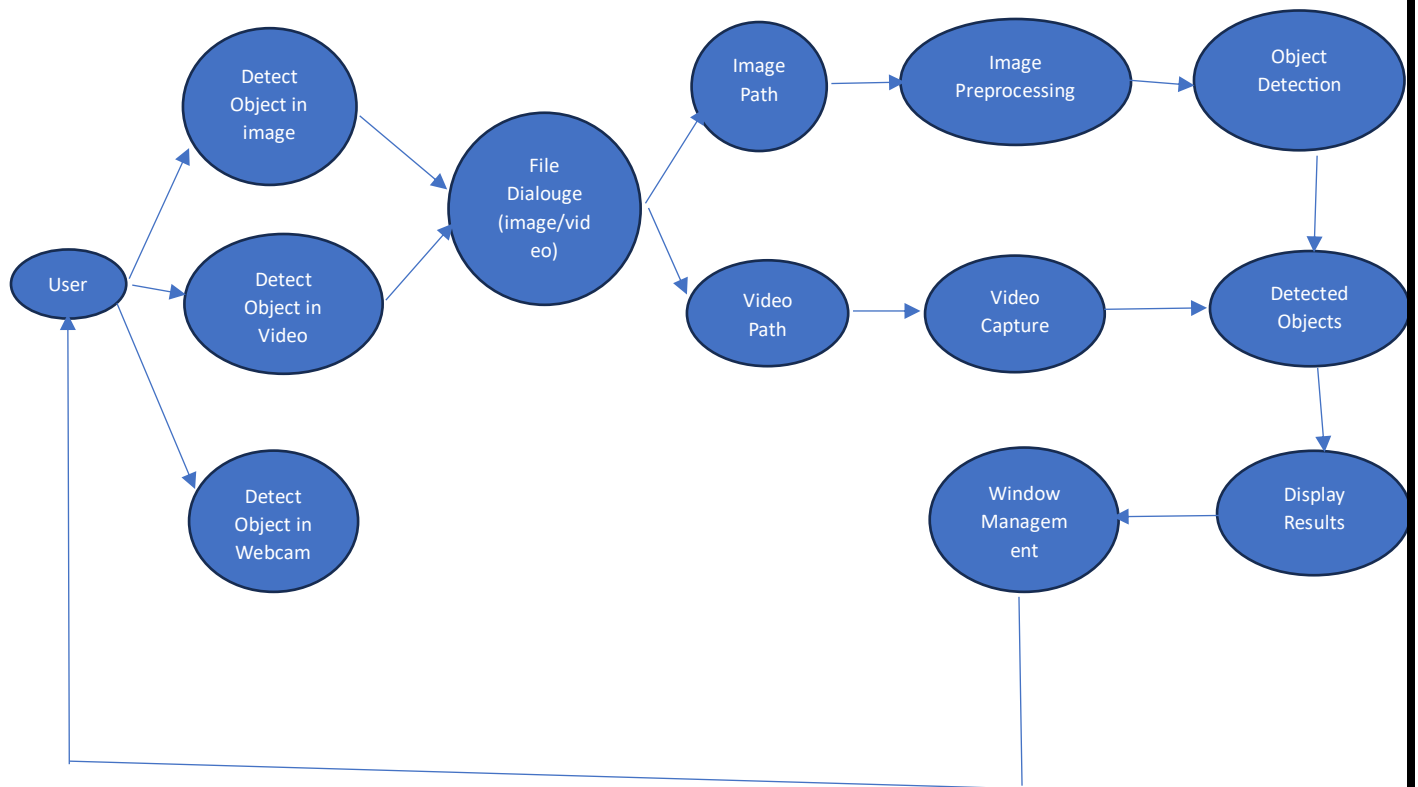 Detect
Object in
image
Image
Path
Image
Preprocessing
Object
Detection
File
Dialouge
(image/vid
eo)
User
Detect
Object in
Video
Video
Path
Video
Capture
Detected
Objects
Detect
Object in
Webcam
Window
Managem
ent
Display
Results